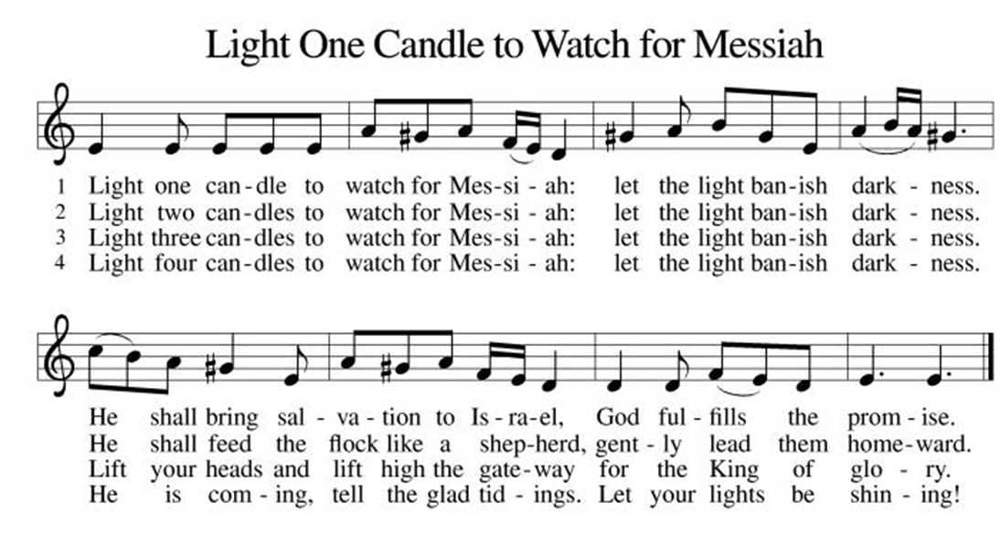 Light One Candle to Watch for Messiah
1 Light one can - dle to watch for Mes - si - ah: let the light ban - ish dark - ness.
2 Light two can - dles to watch for Mes - si - ah: let the light ban - ish dark - ness.
3 Light three can - dles to watch for Mes - si - ah: let the light ban - ish dark - ness.
4 Light four can - dles to watch for Mes - si - ah: let the light ban - ish dark - ness.
He shall bring sal - va - tion to Is - ra - el, God ful - fills the prom - ise.
He shall feed the flock like a shep - herd, gent - ly lead them home - ward.
Lift your heads and lift high the gate - way for the King of glo - ry.
He is com - ing, tell the glad tid - ings. Let your lights be shin - ing!